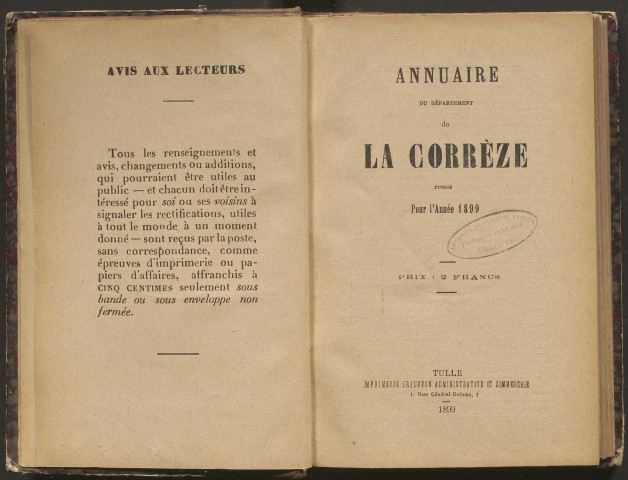 AVIS AUX LECTEURS
Tous les renseignements et
avis, changements ou additions,
qui pourraient être utiles au
public — et chacun doit être in-
téressé pour soi ou ses voisins à
signaler les rectifications, utiles
à tout le monde à un moment
donné — sont reçus par la poste,
sans correspondance, comme
épreuves d'imprimerie ou pa-
piers d'affaires, affranchis à
CINQ CENTIMES seulement sous
bande ou sous enveloppe non
fermée.
ANNUAIRE
DU DÉPARTEMENT
de
LA CORRÈZE
PUBLIÉ
Pour l'Année 1899
PRIX : 2 FRANCS
TULLE
IMPRIMERIE CRAUFFON ADMINISTRATIVE ET COMMERCIALE
1, Rue Général-Delmas, 1
1899